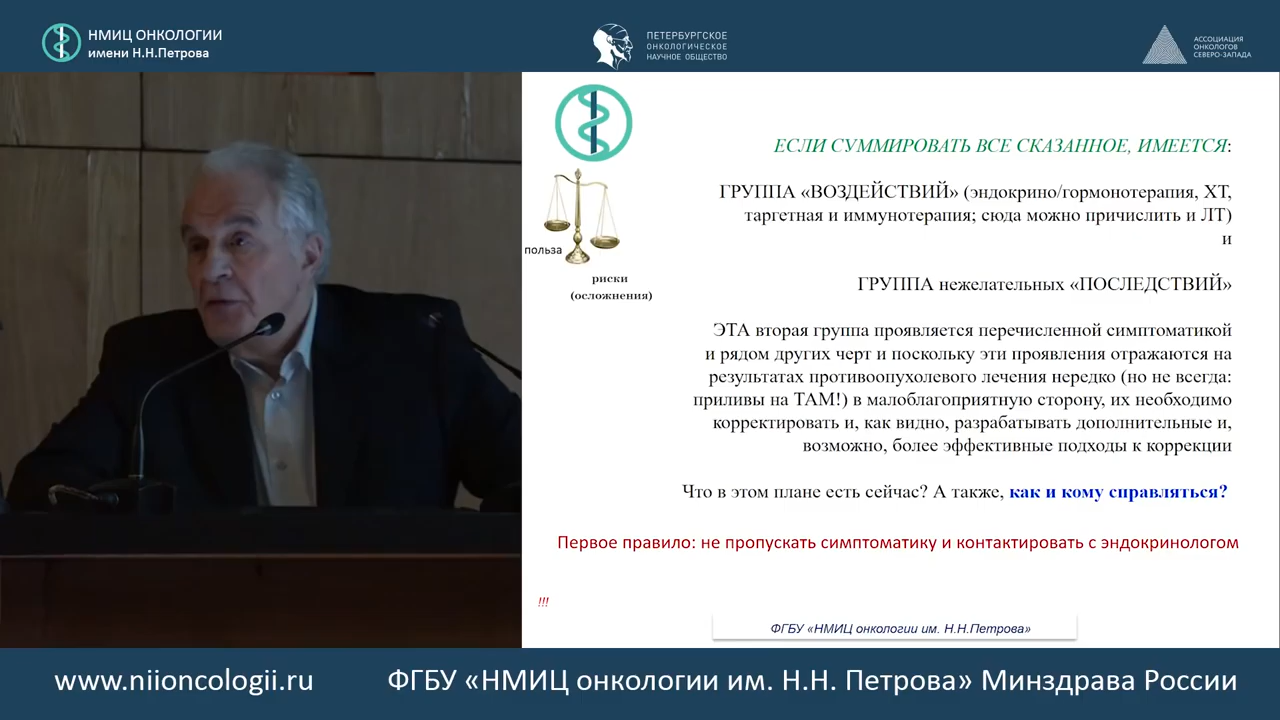 НМИЦ ОНКОЛОГИИ
имени Н.Н.Петрова
ПЕТЕРБУРГСКОЕ
ОНКОЛОГИЧЕСКОЕ
НАУЧНОЕ ОБЩЕСТВО
АССОЦИАЦИЯ
ОНКОЛОГОВ
СЕВЕРО-ЗАПАДА
ЕСЛИ СУММИРОВАТЬ ВСЕ СКАЗАННОЕ, ИМЕЕТСЯ:
ГРУППА «ВОЗДЕЙСТВИЙ» (эндокрино/гормонотерапия, ХТ,
таргетная и иммунотерапия; сюда можно причислить и ЛТ)
и
польза
риски
(осложнения)
ГРУППА нежелательных «ПОСЛЕДСТВИЙ»
ЭТА вторая группа проявляется перечисленной симптоматикой
и рядом других черт и поскольку эти проявления отражаются на
результатах противоопухолевого лечения нередко (но не всегда:
приливы на ТАМ!) в малоблагоприятную сторону, их необходимо
корректировать и, как видно, разрабатывать дополнительные и,
возможно, более эффективные подходы к коррекции
Что в этом плане есть сейчас? А также, как и кому справляться?
Первое правило: не пропускать симптоматику и контактировать с эндокринологом
!!!
ФГБУ «НМИЦ онкологии им. Н.Н.Петрова»
www.niioncologii.ru
ФГБУ «НМИЦ онкологии им. Н.Н. Петрова» Минздрава России